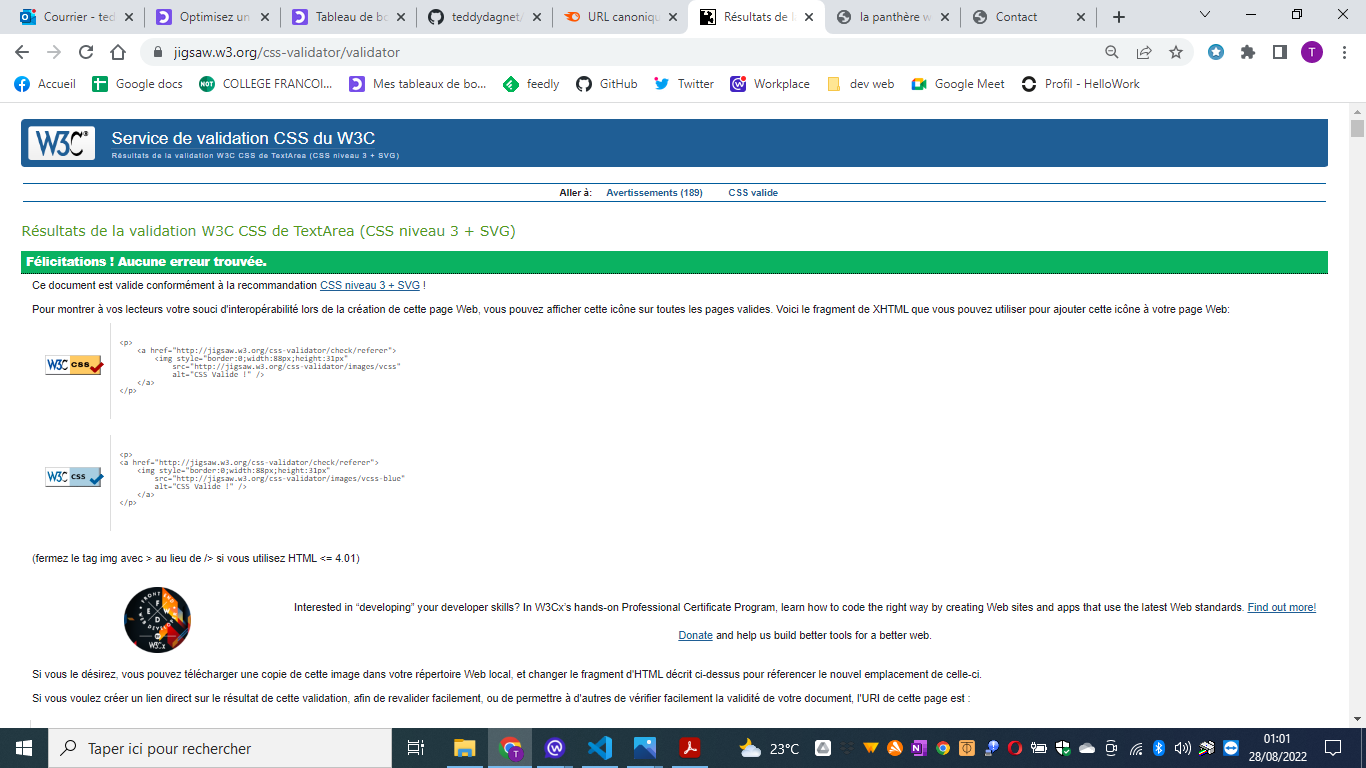 Courrier - ted
Optimisez un
Tableau de bo
teddydagnet/
URL canoniqu
Résultats de l
la panthère w
Contact
jigsaw.w3.org/css-validator/validator
T
Accueil
Google docs
COLLEGE FRANCOI...
Mes tableaux de bo...
feedly
GitHub
Twitter
Workplace
dev web
Google Meet
Profil - HelloWork
W3C®
Service de validation CSS du W3C
Résultats de la validation W3C CSS de TextArea (CSS niveau 3 + SVG)
Aller à: Avertissements (189) CSS valide
Résultats de la validation W3C CSS de TextArea (CSS niveau 3 + SVG)
Félicitations ! Aucune erreur trouvée.
Ce document est valide conformément à la recommandation CSS niveau 3 + SVG !
Pour montrer à vos lecteurs votre souci d'interopérabilité lors de la création de cette page Web, vous pouvez afficher cette icône sur toutes les pages valides. Voici le fragment de XHTML que vous pouvez utiliser pour ajouter cette icône à votre page Web:
W3C css
<p>
<a href="http://jigsaw.w3.org/css-validator/check/referer">
<img style="border:0;width:88px;height:31px"
src="http://jigsaw.w3.org/css-validator/images/vcss"
alt="CSS Valide !" />
</a>
</p>
W3C css
<p>
<a href="http://jigsaw.w3.org/css-validator/check/referer">
<img style="border:0;width:88px;height:31px"
src="http://jigsaw.w3.org/css-validator/images/vcss-blue"
alt="CSS Valide !" />
</a>
</p>
(fermez le tag img avec > au lieu de /> si vous utilisez HTML <= 4.01)
W3Cx
Interested in “developing” your developer skills? In W3Cx's hands-on Professional Certificate Program, learn how to code the right way by creating Web sites and apps that use the latest Web standards. Find out more!
Donate and help us build better tools for a better web.
Si vous le désirez, vous pouvez télécharger une copie de cette image dans votre répertoire Web local, et changer le fragment d'HTML décrit ci-dessus pour réferencer le nouvel emplacement de celle-ci.
Si vous voulez créer un lien direct sur le résultat de cette validation, afin de revalider facilement, ou de permettre à d'autres de vérifier facilement la validité de votre document, l'URI de cette page est :
Taper ici pour rechercher
23°C
01:01
28/08/2022